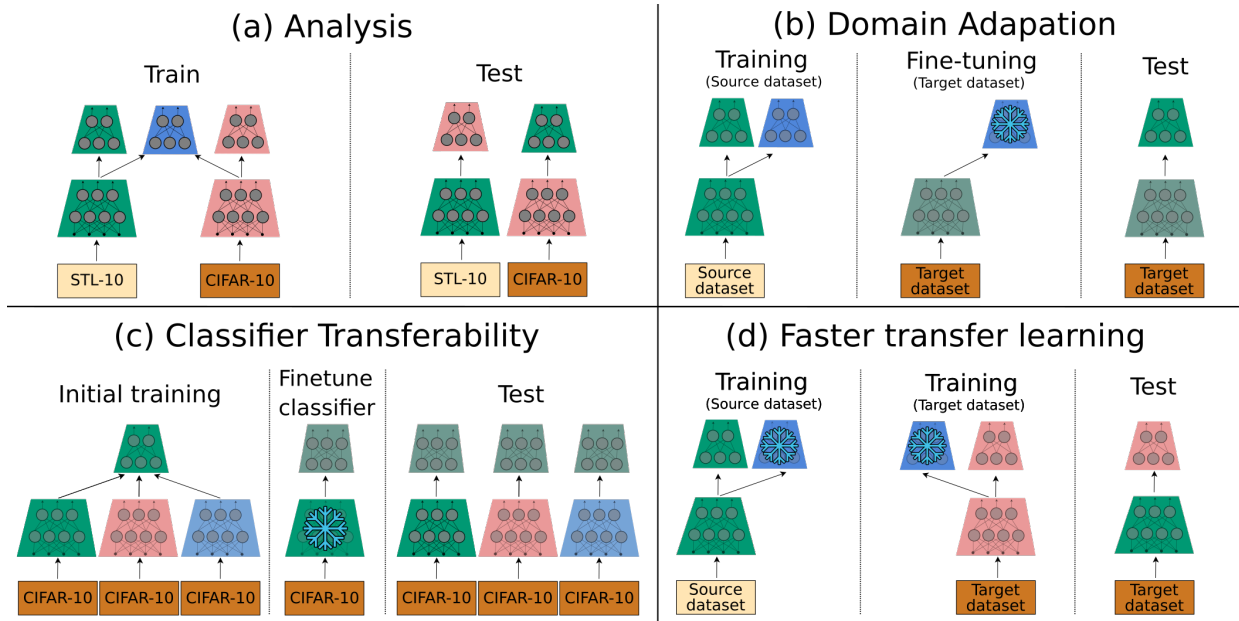 (a) Analysis
Train
Test
STL-10
CIFAR-10
STL-10
CIFAR-10
(b) Domain Adapation
Training
(Source dataset)
Fine-tuning
(Target dataset)
Test
Source
dataset
Target
dataset
Target
dataset
(c) Classifier Transferability
Initial training
Finetune
classifier
Test
CIFAR-10
CIFAR-10
CIFAR-10
CIFAR-10
CIFAR-10
CIFAR-10
CIFAR-10
(d) Faster transfer learning
Training
(Source dataset)
Training
(Target dataset)
Test
Source
dataset
Target
dataset
Target
dataset